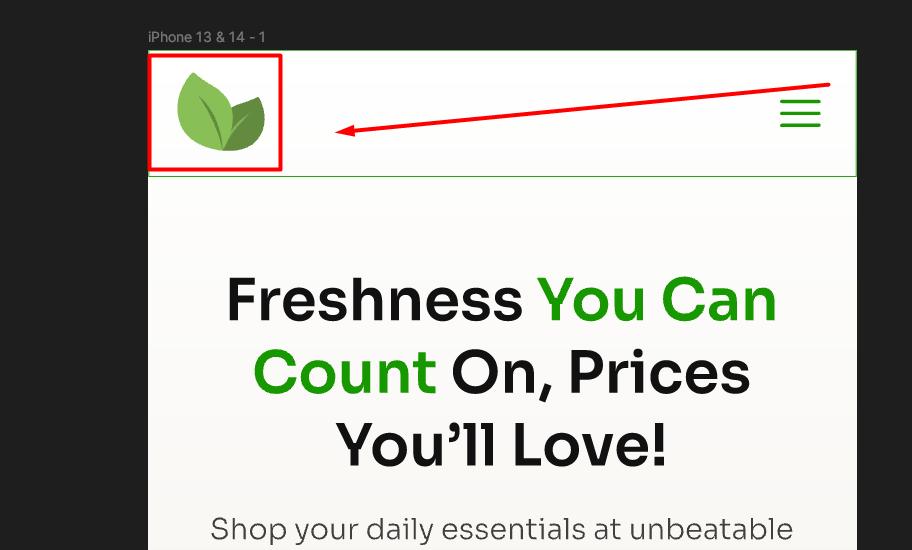 iPhone 13 & 14 - 1
Freshness You Can
Count On, Prices
You’ll Love!
Shop your daily essentials at unbeatable